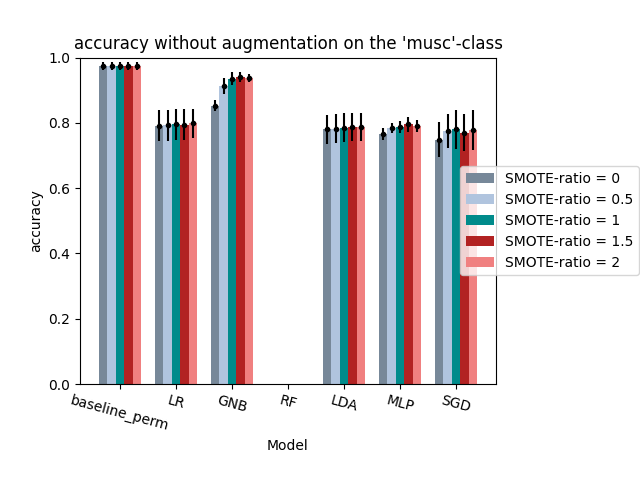 accuracy without augmentation on the 'musc'-class
1.0
0.8
0.6
0.4
0.2
0.0
accuracy
SMOTE-ratio = 0
SMOTE-ratio = 0.5
SMOTE-ratio = 1
SMOTE-ratio = 1.5
SMOTE-ratio = 2
baseline_perm
LR
GNB
RF
LDA
MLP
SGD
Model